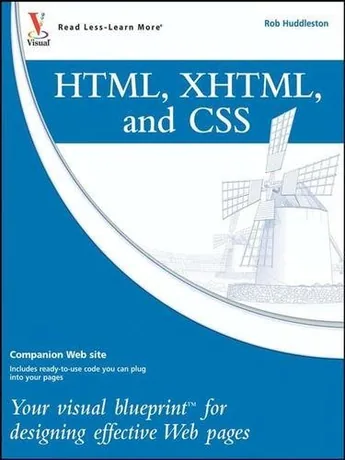 Visual
Read Less-Learn More®
Rob Huddleston
HTML, XHTML,
and CSS
Companion Web site
Includes ready-to-use code you can plug
into your pages
Your visual blueprint™ for
designing effective Web pages